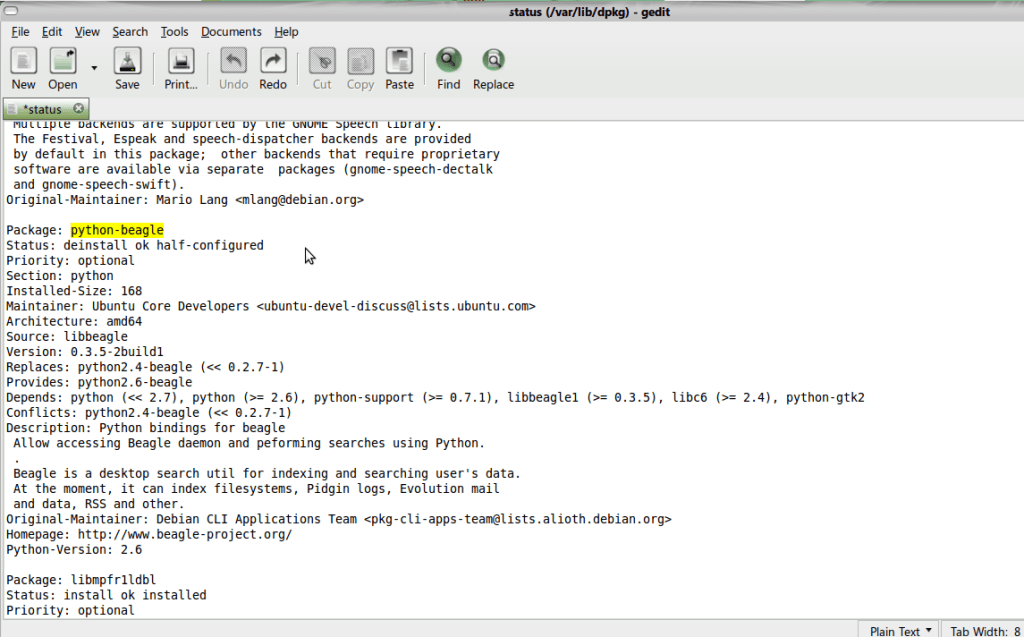 status (/var/lib/dpkg) - gedit
File Edit View Search Tools Documents Help
New Open Save Print... Undo Redo Cut Copy Paste Find Replace
*status
Multiple backends are supported by the GNOME Speech library.
The Festival, Espeak and speech-dispatcher backends are provided
by default in this package;  other backends that require proprietary
software are available via separate  packages (gnome-speech-dectalk
and gnome-speech-swift).
Original-Maintainer: Mario Lang <mlang@debian.org>
Package: python-beagle
Status: deinstall ok half-configured
Priority: optional
Section: python
Installed-Size: 168
Maintainer: Ubuntu Core Developers <ubuntu-devel-discuss@lists.ubuntu.com>
Architecture: amd64
Source: libbeagle
Version: 0.3.5-2build1
Replaces: python2.4-beagle (<< 0.2.7-1)
Provides: python2.6-beagle
Depends: python (<< 2.7), python (>= 2.6), python-support (>= 0.7.1), libbeagle1 (>= 0.3.5), libc6 (>= 2.4), python-gtk2
Conflicts: python2.4-beagle (<< 0.2.7-1)
Description: Python bindings for beagle
Allow accessing Beagle daemon and peforming searches using Python.
.
Beagle is a desktop search util for indexing and searching user's data.
At the moment, it can index filesystems, Pidgin logs, Evolution mail
and data, RSS and other.
Original-Maintainer: Debian CLI Applications Team <pkg-cli-apps-team@lists.alioth.debian.org>
Homepage: http://www.beagle-project.org/
Python-Version: 2.6
Package: libmpfr1ldbl
Status: install ok installed
Priority: optional
Plain Text Tab Width: 8